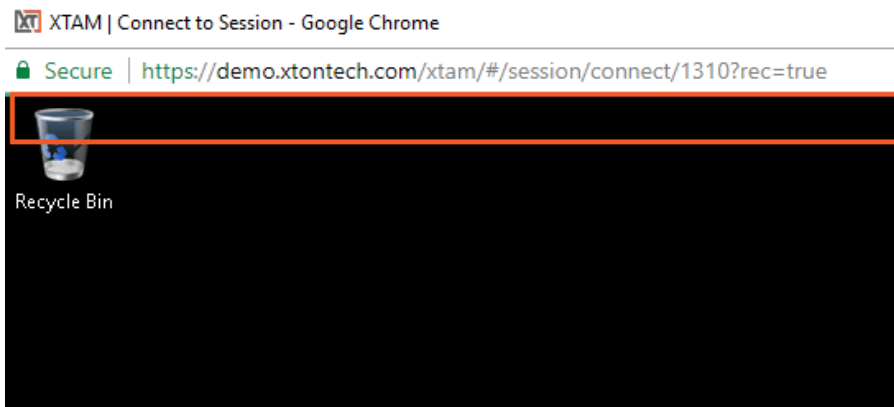 XT XTAM | Connect to Session - Google Chrome
Secure | https://demo.xtontech.com/xtam/#/session/connect/1310?rec=true
Recycle Bin